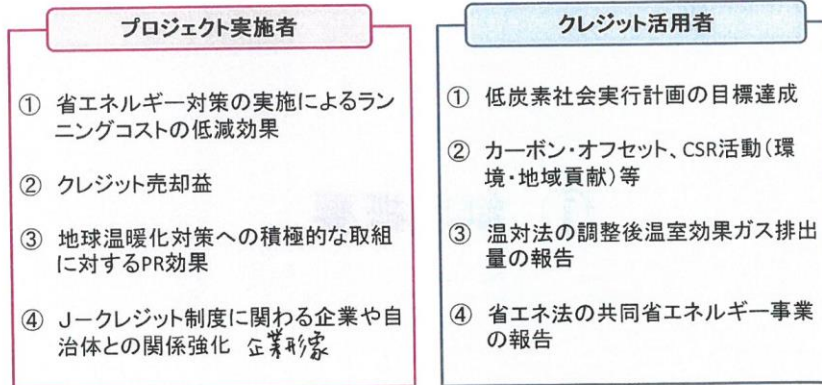 プロジェクト実施者
① 省エネルギー対策の実施によるラン
ニングコストの低減効果
② クレジット売却益
③ 地球温暖化対策への積極的な取組
に対するPR効果
④ Jークレジット制度に関わる企業や自
治体との関係強化 企業形象
クレジット活用者
① 低炭素社会実行計画の目標達成
② カーボン・オフセット、CSR活動(環
境・地域貢献)等
③ 温対法の調整後温室効果ガス排出
量の報告
④ 省エネ法の共同省エネルギー事業
の報告